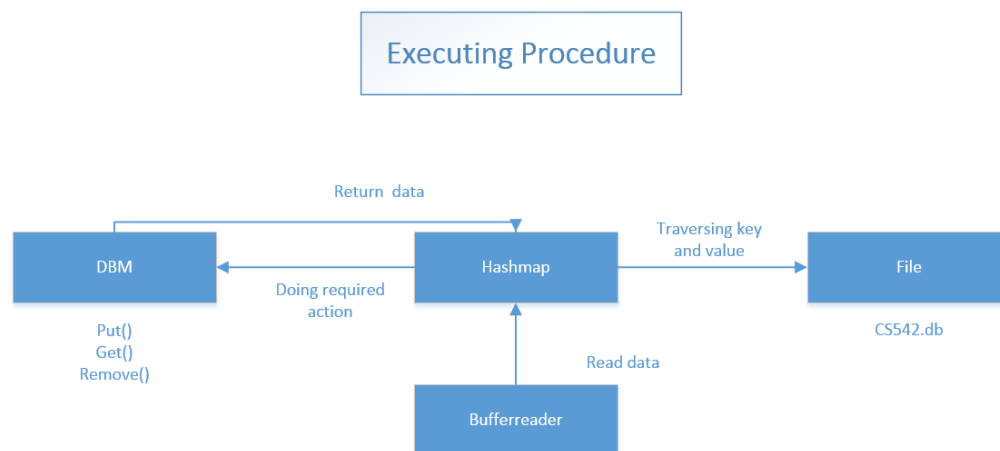 Executing Procedure
Return  data
Traversing key
and value
DBM
Hashmap
File
Doing required
action
Put()
Get()
Remove()
CS542.db
Read data
Bufferreader